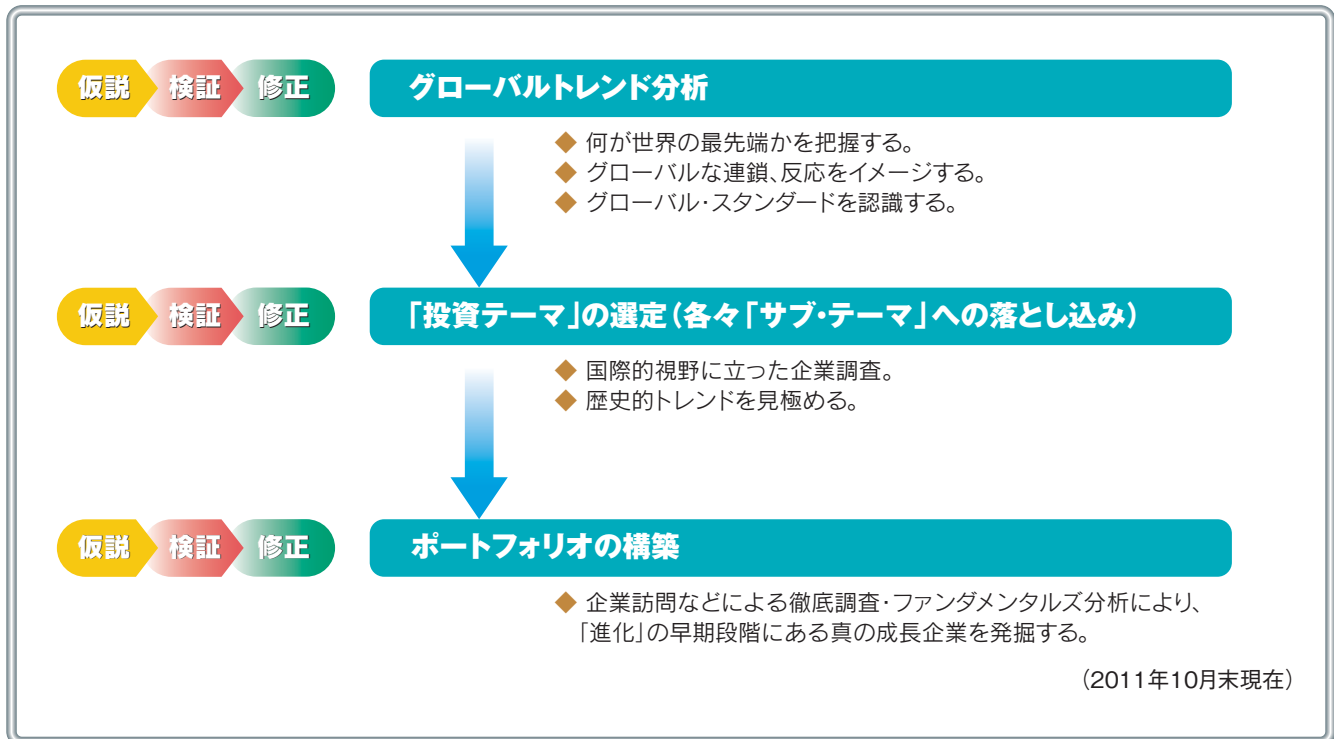 仮説 検証 修正 グローバルトレンド分析
◆ 何が世界の最先端かを把握する。
◆ グローバルな連鎖、反応をイメージする。
◆ グローバル・スタンダードを認識する。
仮説 検証 修正 「投資テーマ」の選定(各々「サブ・テーマ」への落とし込み)
◆ 国際的視野に立った企業調査。
◆ 歴史的トレンドを見極める。
仮説 検証 修正 ポートフォリオの構築
◆ 企業訪問などによる徹底調査・ファンダメンタルズ分析により、
「進化」の早期段階にある真の成長企業を発掘する。
(2011年10月末現在)